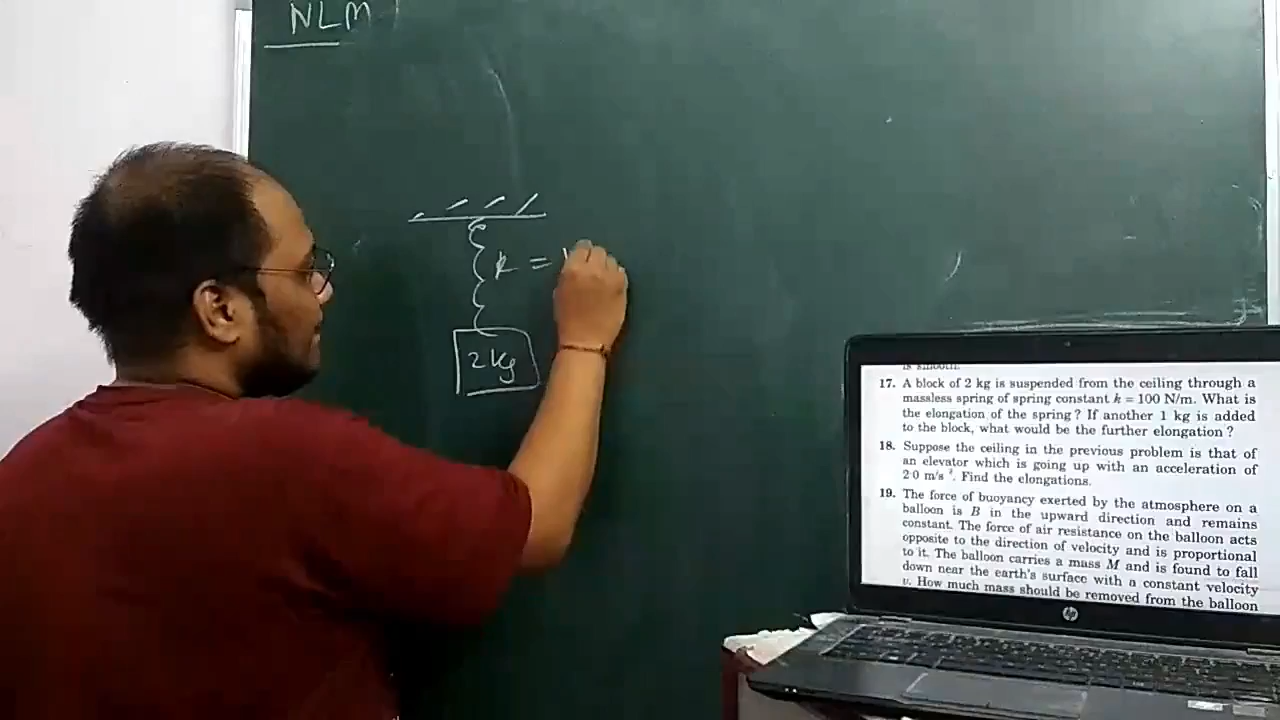 NLM
k =
2kg
is smooth.
17. A block of 2 kg is suspended from the ceiling through a
massless spring of spring constant k = 100 N/m. What is
the elongation of the spring ? If another 1 kg is added
to the block, what would be the further elongation ?
18. Suppose the ceiling in the previous problem is that of
an elevator which is going up with an acceleration of
2·0 m/s ². Find the elongations.
19. The force of buoyancy exerted by the atmosphere on a
balloon is B in the upward direction and remains
constant. The force of air resistance on the balloon acts
opposite to the direction of velocity and is proportional
to it. The balloon carries a mass M and is found to fall
down near the earth's surface with a constant velocity
v. How much mass should be removed from the balloon
hp